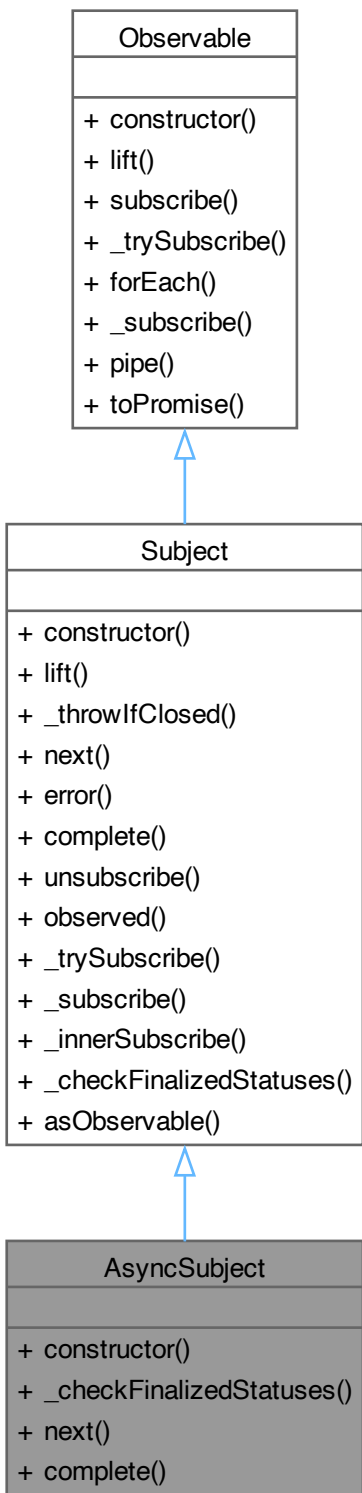 Observable
+ constructor()
+ lift()
+ subscribe()
+ _trySubscribe()
+ forEach()
+ _subscribe()
+ pipe()
+ toPromise()
Subject
+ constructor()
+ lift()
+ _throwIfClosed()
+ next()
+ error()
+ complete()
+ unsubscribe()
+ observed()
+ _trySubscribe()
+ _subscribe()
+ _innerSubscribe()
+ _checkFinalizedStatuses()
+ asObservable()
AsyncSubject
+ constructor()
+ _checkFinalizedStatuses()
+ next()
+ complete()